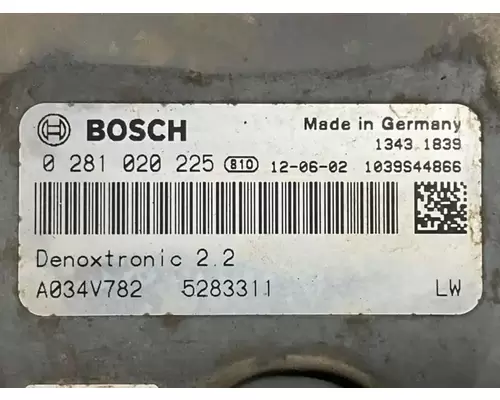 BOSCH Made in Germany
1343 1839
0 281 020 225 810 12-06-02 1039S44866
Denoxtronic 2.2
A034V782 5283311 LW